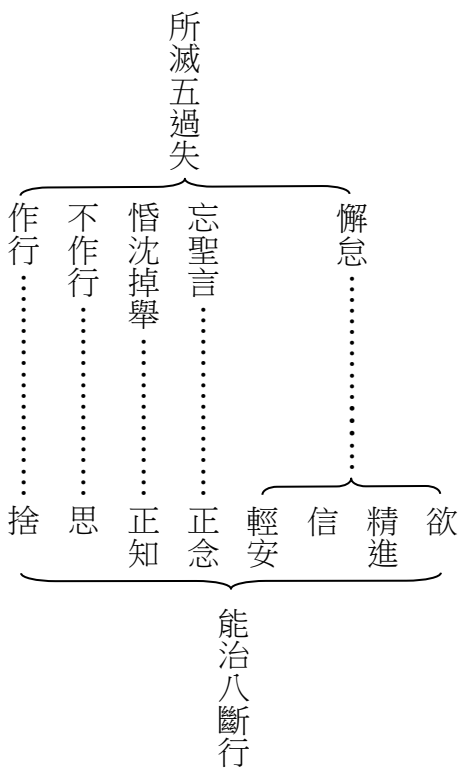 所滅五過失
懈怠
忘聖言
惛沈掉舉
不作行
作行
欲
精進
信
輕安
正念
正知
思
捨
能治八斷行